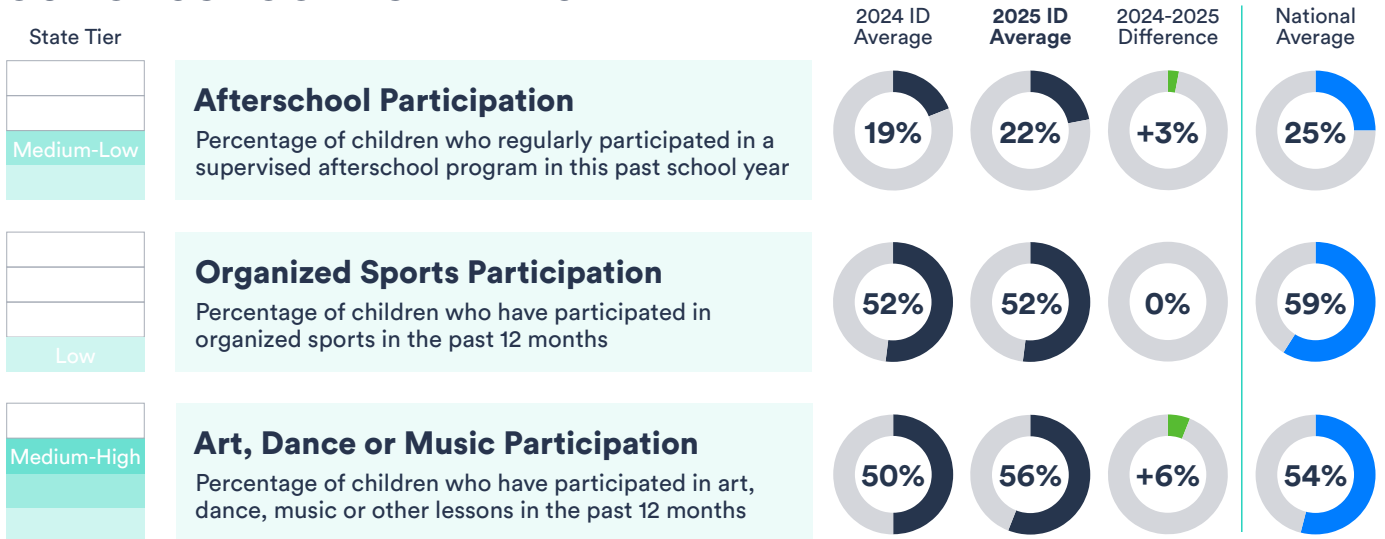 State Tier
2024 ID
Average
2025 ID
Average
2024-2025
Difference
National
Average
Medium-Low
Afterschool Participation
Percentage of children who regularly participated in a
supervised afterschool program in this past school year
19%
22%
+3%
25%
Low
Organized Sports Participation
Percentage of children who have participated in
organized sports in the past 12 months
52%
52%
0%
59%
Medium-High
Art, Dance or Music Participation
Percentage of children who have participated in art,
dance, music or other lessons in the past 12 months
50%
56%
+6%
54%